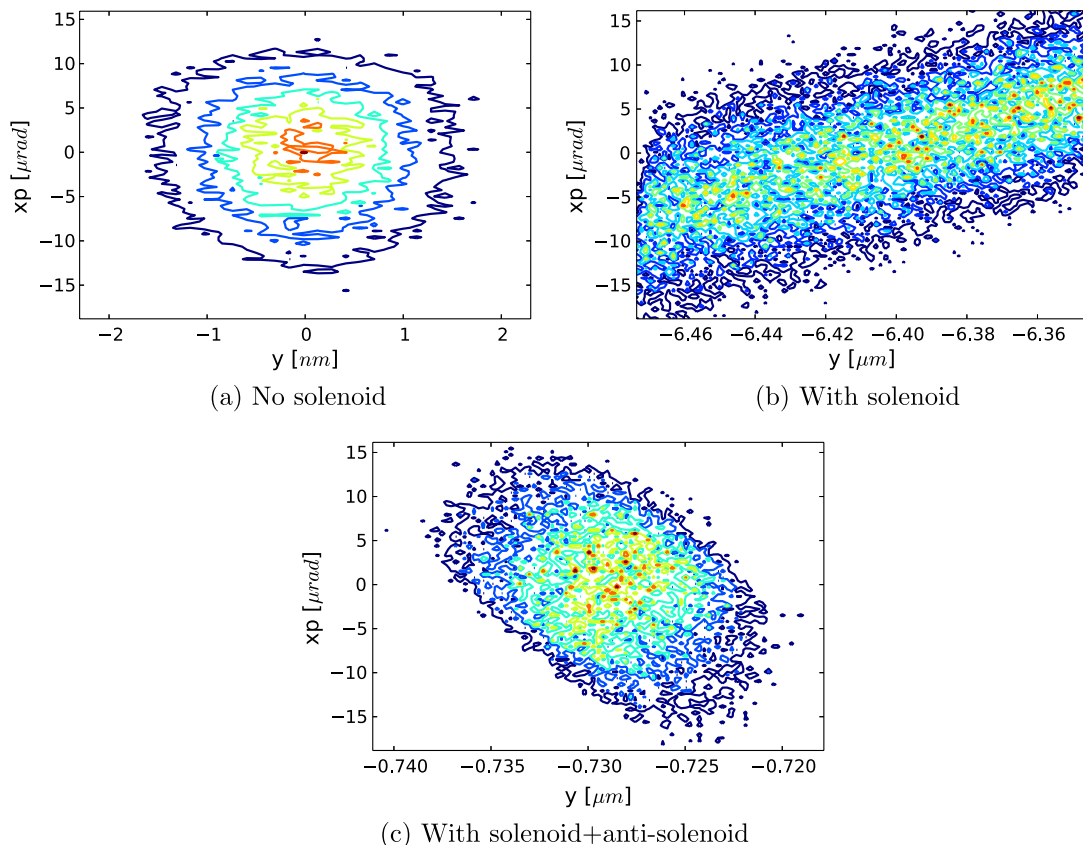 15
10
5
0
−5
−10
−15
xp [μrad]
−2 −1 0 1 2
y [nm]
(a) No solenoid
15
10
5
0
−5
−10
−15
xp [μrad]
−6.46 −6.44 −6.42 −6.40 −6.38 −6.36
y [μm]
(b) With solenoid
15
10
5
0
−5
−10
−15
xp [μrad]
−0.740 −0.735 −0.730 −0.725 −0.720
y [μm]
(c) With solenoid+anti-solenoid